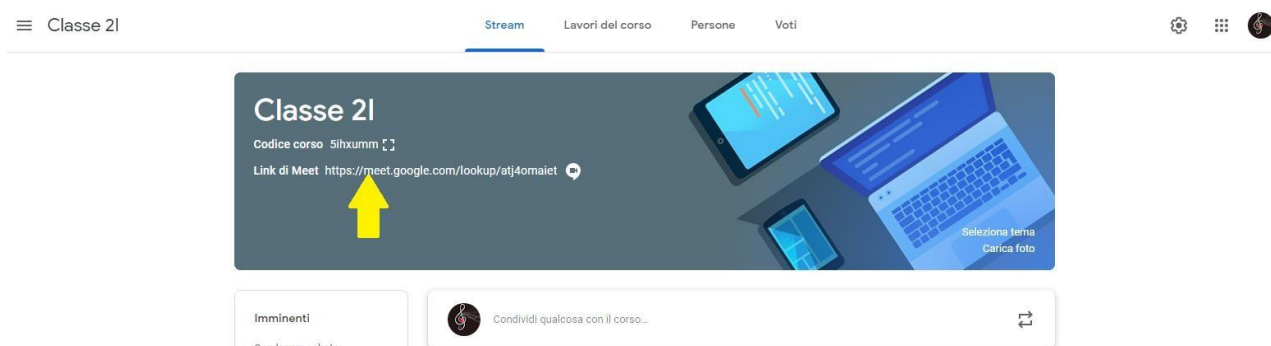 Classe 2I
Stream Lavori del corso Persone Voti
Classe 2I
Codice corso 5ihxumm
Link di Meet https://meet.google.com/lookup/atj4omaiet
Seleziona tema
Carica foto
Imminenti
Condividi qualcosa con il corso...